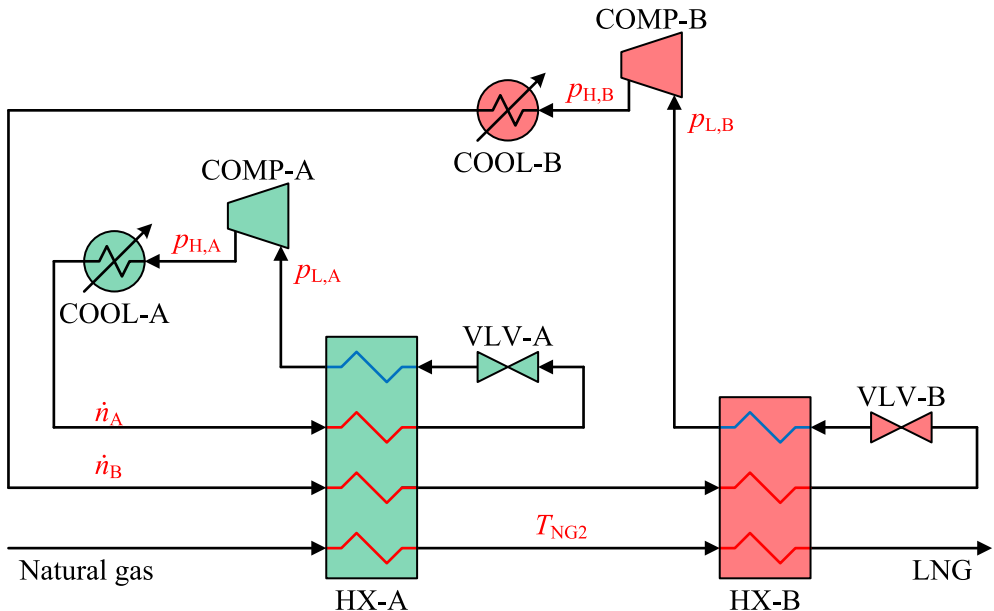 COMP-B
p_H,B
p_L,B
COOL-B
COMP-A
p_H,A
p_L,A
COOL-A
VLV-A
VLV-B
ṅ_A
ṅ_B
T_NG2
Natural gas
LNG
HX-A
HX-B